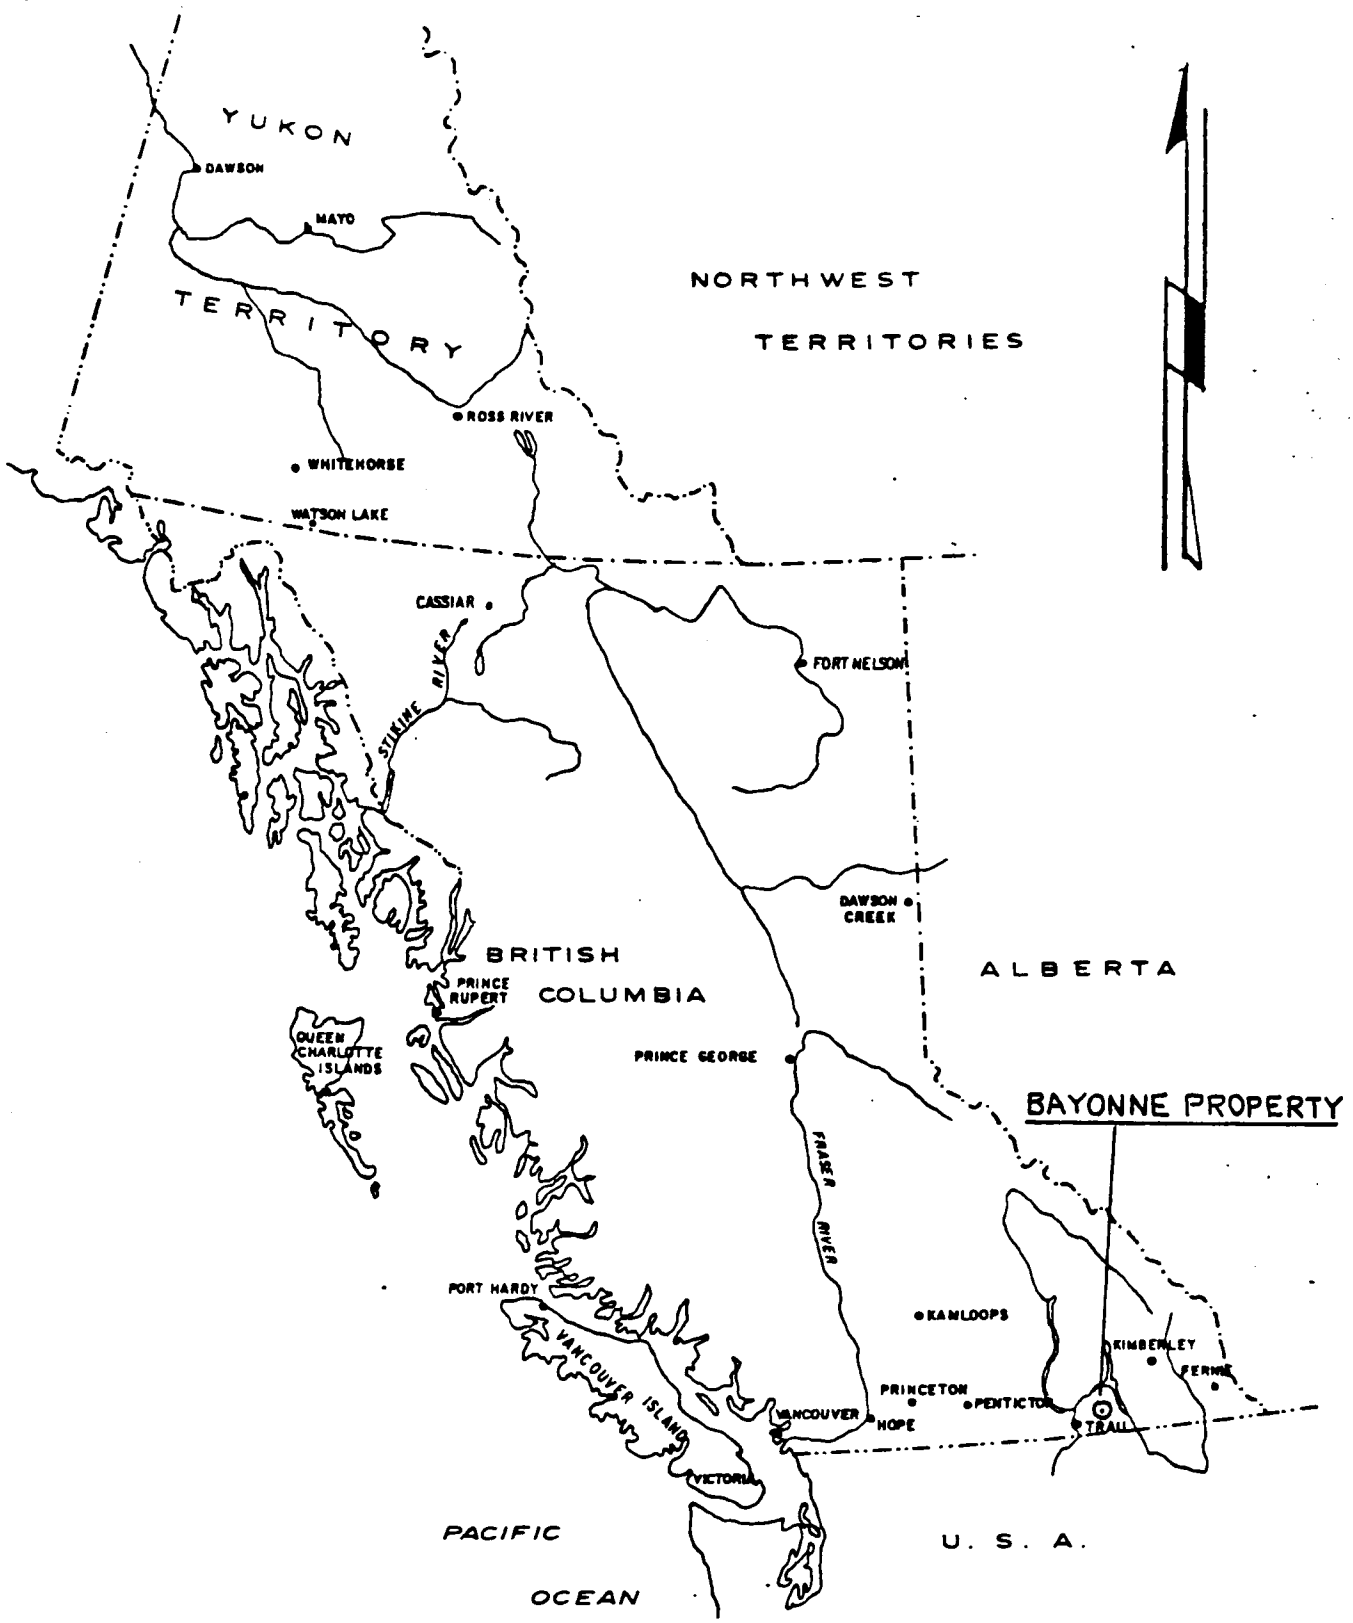 YUKON
DAWSON
MAYO
NORTHWEST
TERRITORY
TERRITORIES
ROSS RIVER
WHITEHORSE
WATSON LAKE
CASSIAR
STIKINE RIVER
FORT NELSON
DAWSON
CREEK
BRITISH
COLUMBIA
ALBERTA
PRINCE
RUPERT
QUEEN
CHARLOTTE
ISLANDS
PRINCE GEORGE
BAYONNE PROPERTY
FRASER RIVER
PORT HARDY
VANCOUVER ISLAND
KAMLOOPS
KIMBERLEY
FERNIE
PRINCETON
PENTICTON
VANCOUVER
HOPE
TRAIL
VICTORIA
PACIFIC
OCEAN
U. S. A.